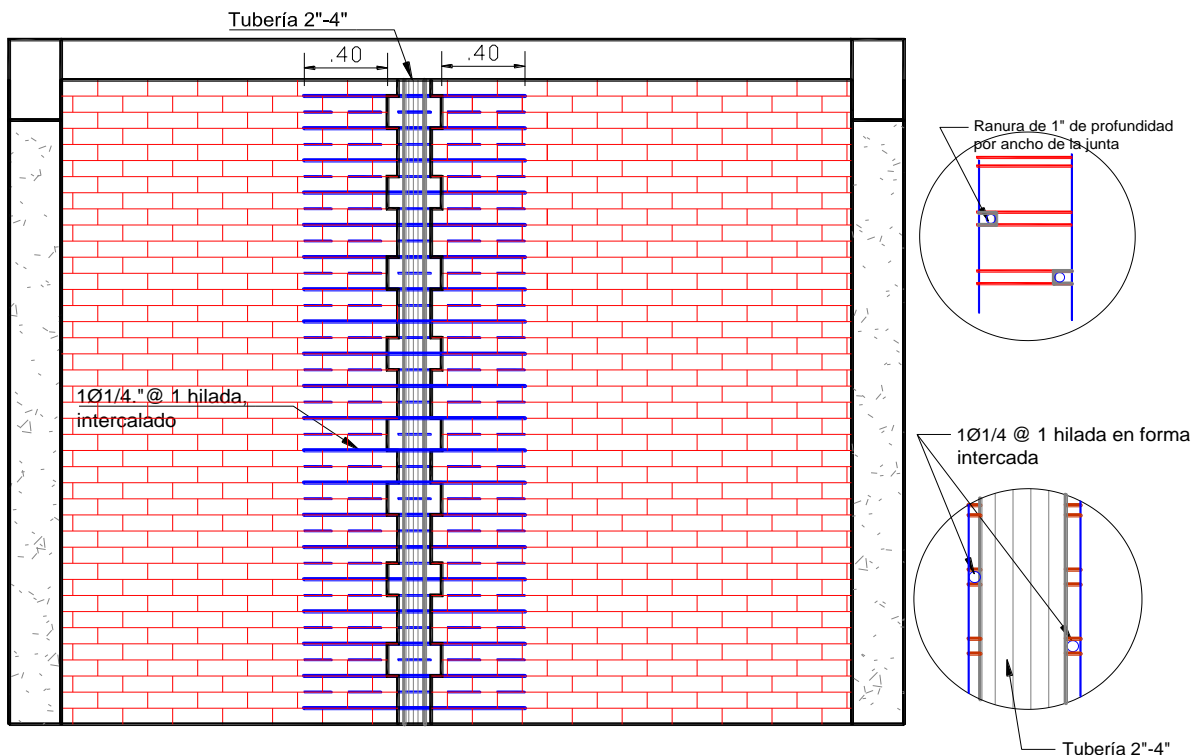 Tubería 2"-4"
.40
.40
Ranura de 1" de profundidad
por ancho de la junta
1Ø1/4."@ 1 hilada,
intercalado
1Ø1/4 @ 1 hilada en forma
intercada
Tubería 2"-4"